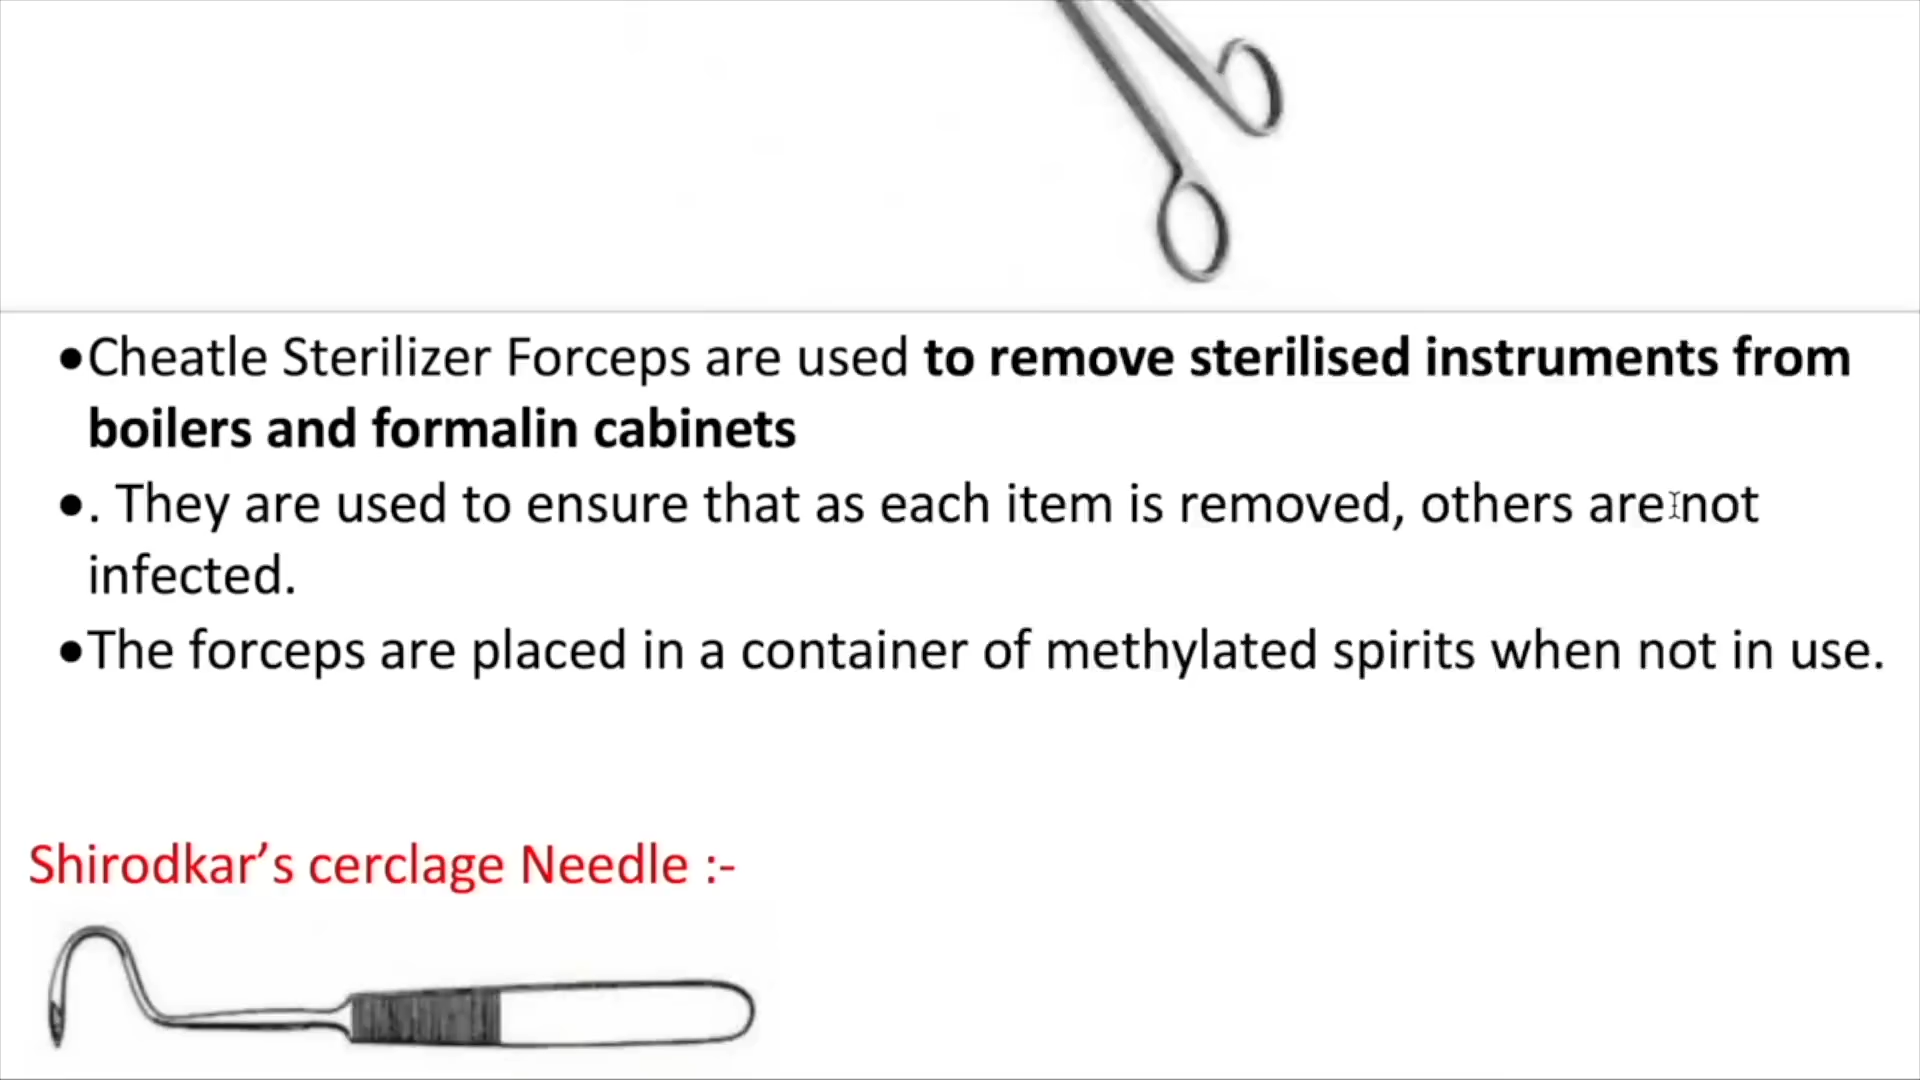 •Cheatle Sterilizer Forceps are used to remove sterilised instruments from
boilers and formalin cabinets
•. They are used to ensure that as each item is removed, others are not
infected.
•The forceps are placed in a container of methylated spirits when not in use.
Shirodkar’s cerclage Needle :-